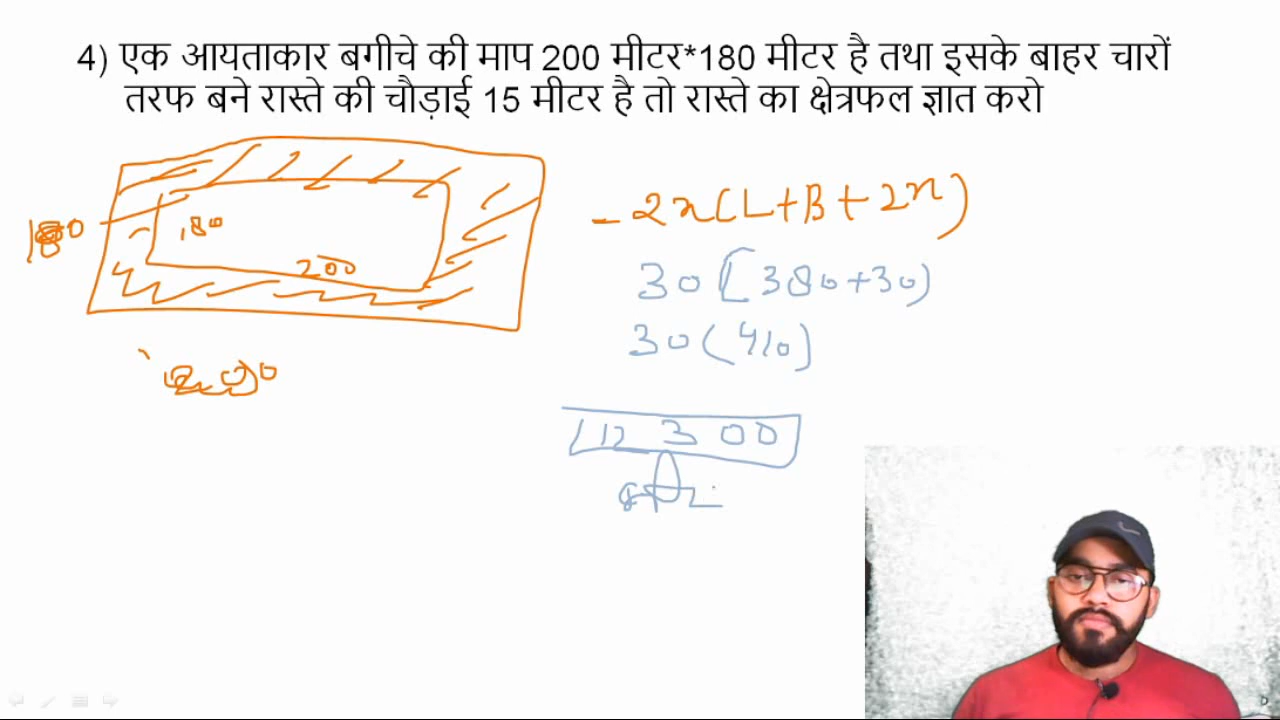 4) एक आयताकार बगीचे की माप 200 मीटर*180 मीटर है तथा इसके बाहर चारों
तरफ बने रास्ते की चौड़ाई 15 मीटर है तो रास्ते का क्षेत्रफल ज्ञात करो
180
200
- 2x(L+B+2x)
30[380+30)
30(410)
12300